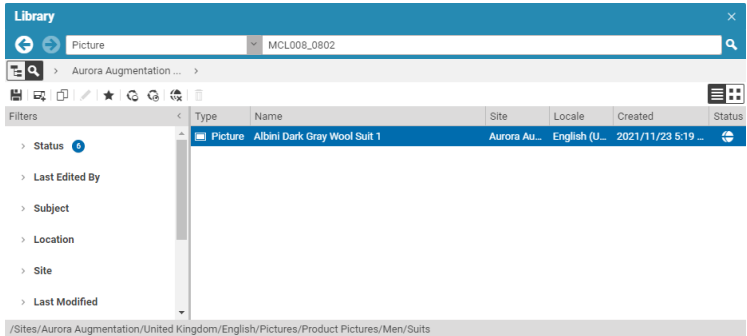 Library
Picture MCL008_0802
Aurora Augmentation ...
Filters Type Name Site Locale Created Status
Status 6
Picture Albini Dark Gray Wool Suit 1 Aurora Au... English (U... 2021/11/23 5:19 ...
Last Edited By
Subject
Location
Site
Last Modified
/Sites/Aurora Augmentation/United Kingdom/English/Pictures/Product Pictures/Men/Suits